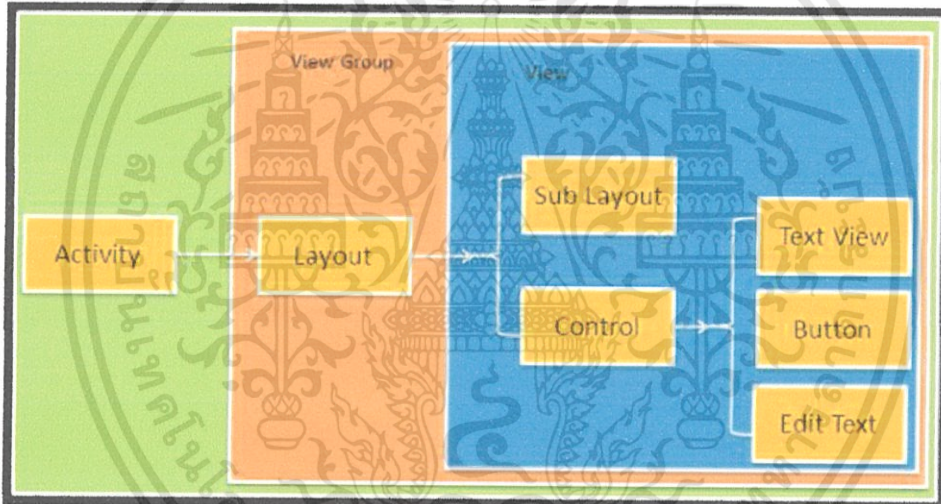 View Group
View
Activity
Layout
Sub Layout
Control
Text View
Button
Edit Text